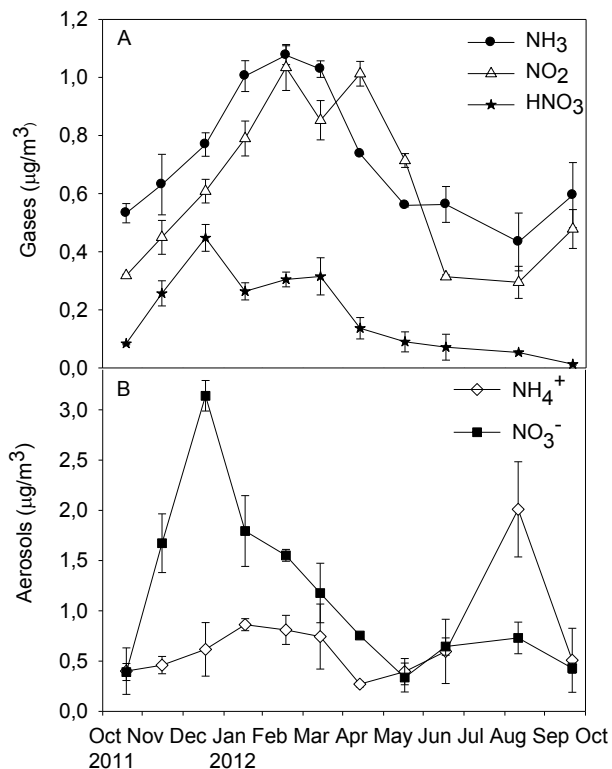 1,2
A
NH3
1,0
NO2
HNO3
0,8
Gases (µg/m3)
0,6
0,4
0,2
0,0
B
NH4+
3,0
NO3-
2,5
Aerosols (µg/m3)
2,0
1,5
1,0
0,5
0,0
Oct Nov Dec Jan Feb Mar Apr May Jun Jul Aug Sep Oct
2011 2012